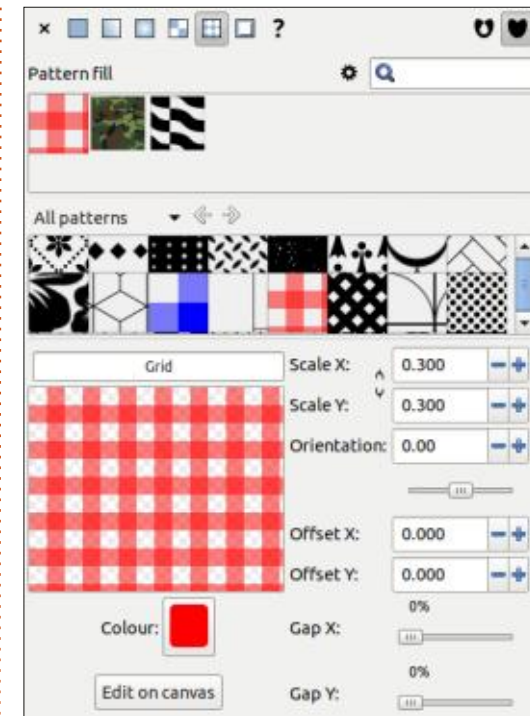 × ?
Pattern fill
All patterns
Grid
Scale X: 0.300
Scale Y: 0.300
Orientation: 0.00
Offset X: 0.000
Offset Y: 0.000
Colour:
Gap X: 0%
Edit on canvas
Gap Y: 0%